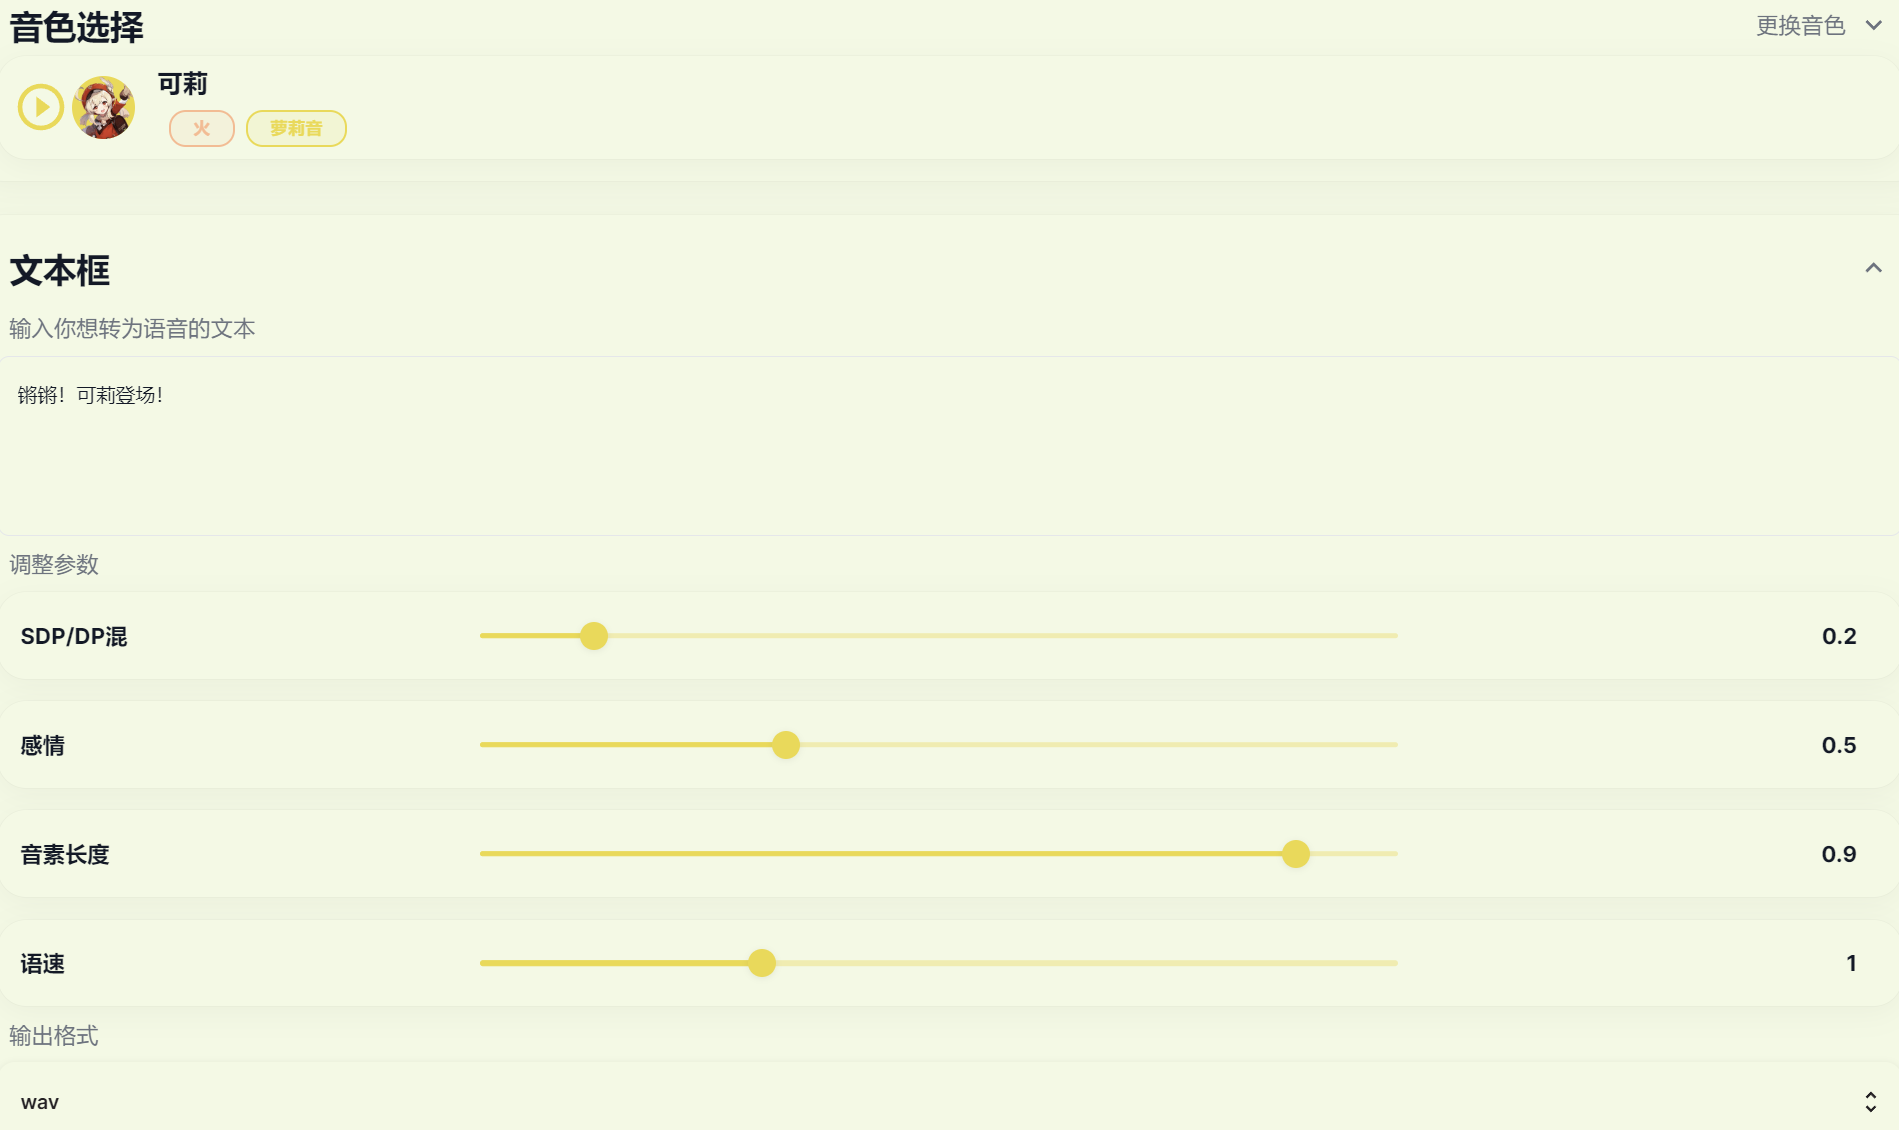 音色选择
更换音色
可莉
火
萝莉音
文本框
输入你想转为语音的文本
锵锵！可莉登场！
调整参数
SDP/DP混
0.2
感情
0.5
音素长度
0.9
语速
1
输出格式
wav